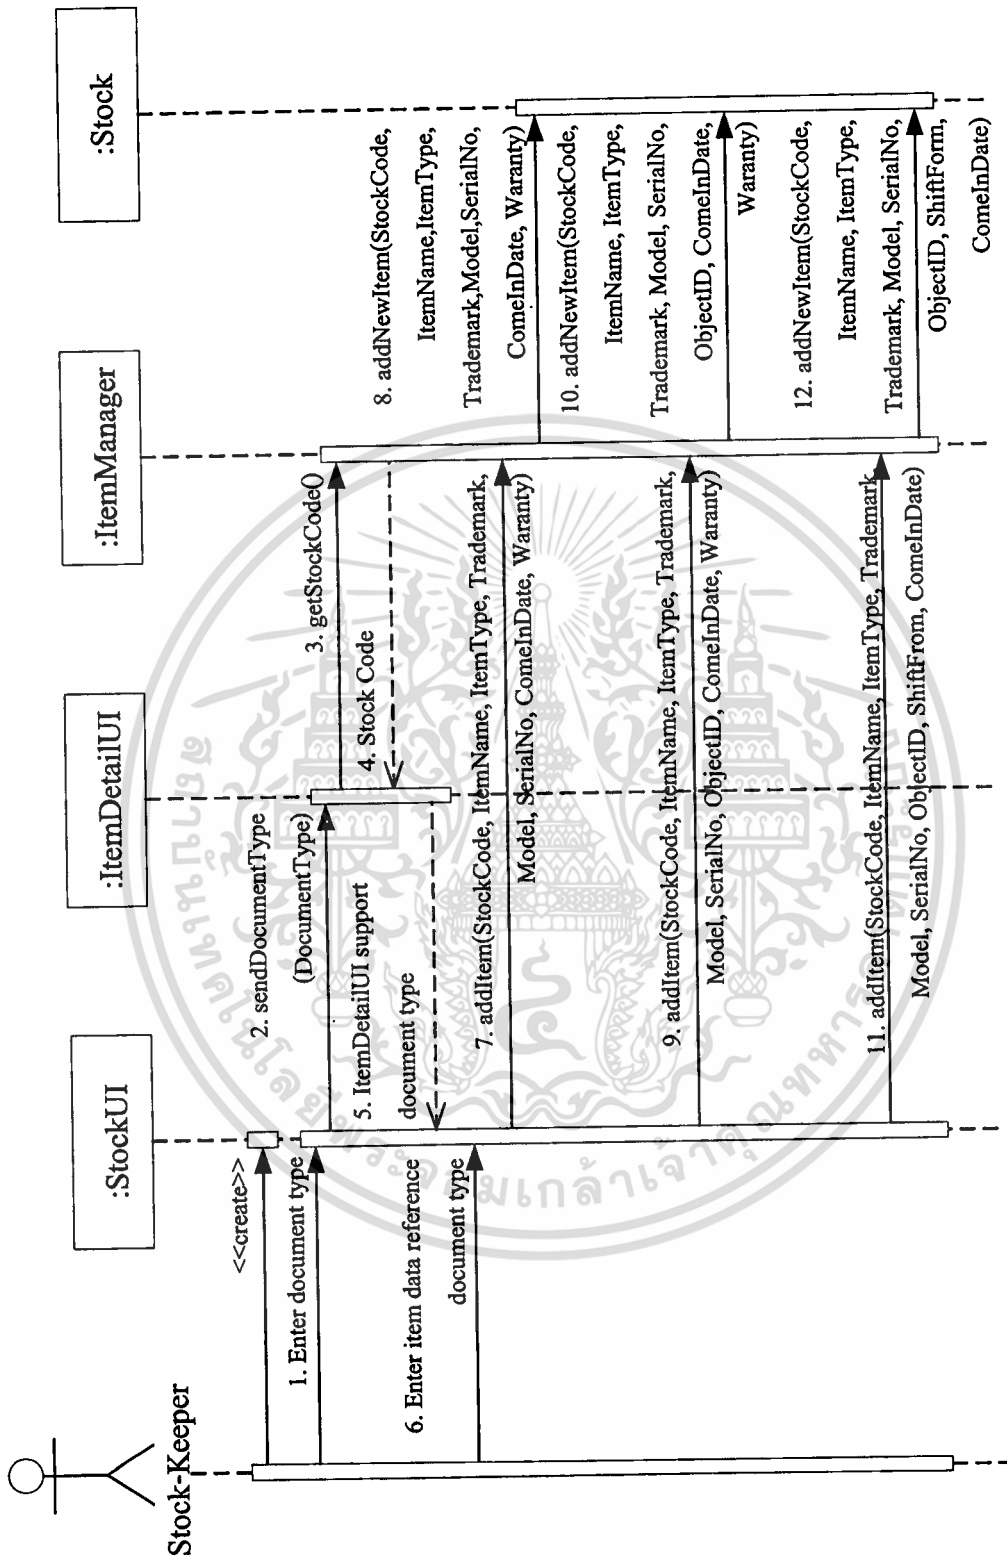 Stock-Keeper
:StockUI
:ItemDetailUI
:ItemManager
:Stock
<<create>>
1. Enter document type
2. sendDocumentType
(DocumentType)
3. getStockCode()
4. Stock Code
5. ItemDetailUI support
document type
6. Enter item data reference
document type
7. addItem(StockCode, ItemName, ItemType, Trademark,
Model, SerialNo, ComeInDate, Waranty)
8. addNewItem(StockCode,
ItemName,ItemType,
Trademark,Model,SerialNo,
ComeInDate, Waranty)
9. addItem(StockCode, ItemName, ItemType, Trademark,
Model, SerialNo, ObjectID, ComeInDate, Waranty)
10. addNewItem(StockCode,
ItemName, ItemType,
Trademark, Model, SerialNo,
ObjectID, ComeInDate,
Waranty)
11. addItem(StockCode, ItemName, ItemType, Trademark
Model, SerialNo, ObjectID, ShiftFrom, ComeInDate)
12. addNewItem(StockCode,
ItemName, ItemType,
Trademark, Model, SerialNo,
ObjectID, ShiftForm,
ComeInDate)